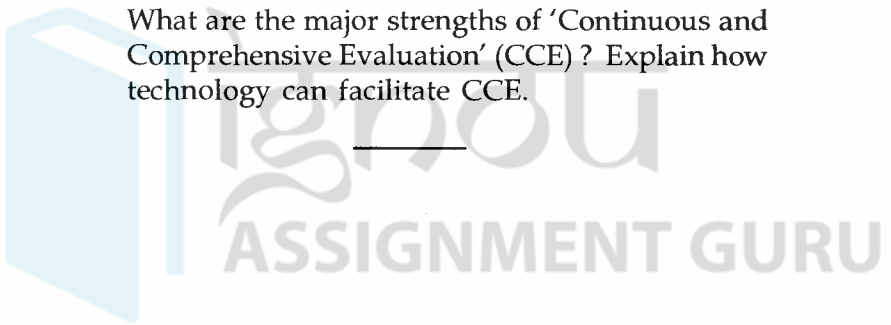 What are the major strengths of 'Continuous and
Comprehensive Evaluation' (CCE) ? Explain how
technology can facilitate CCE.
ignou
ASSIGNMENT GURU